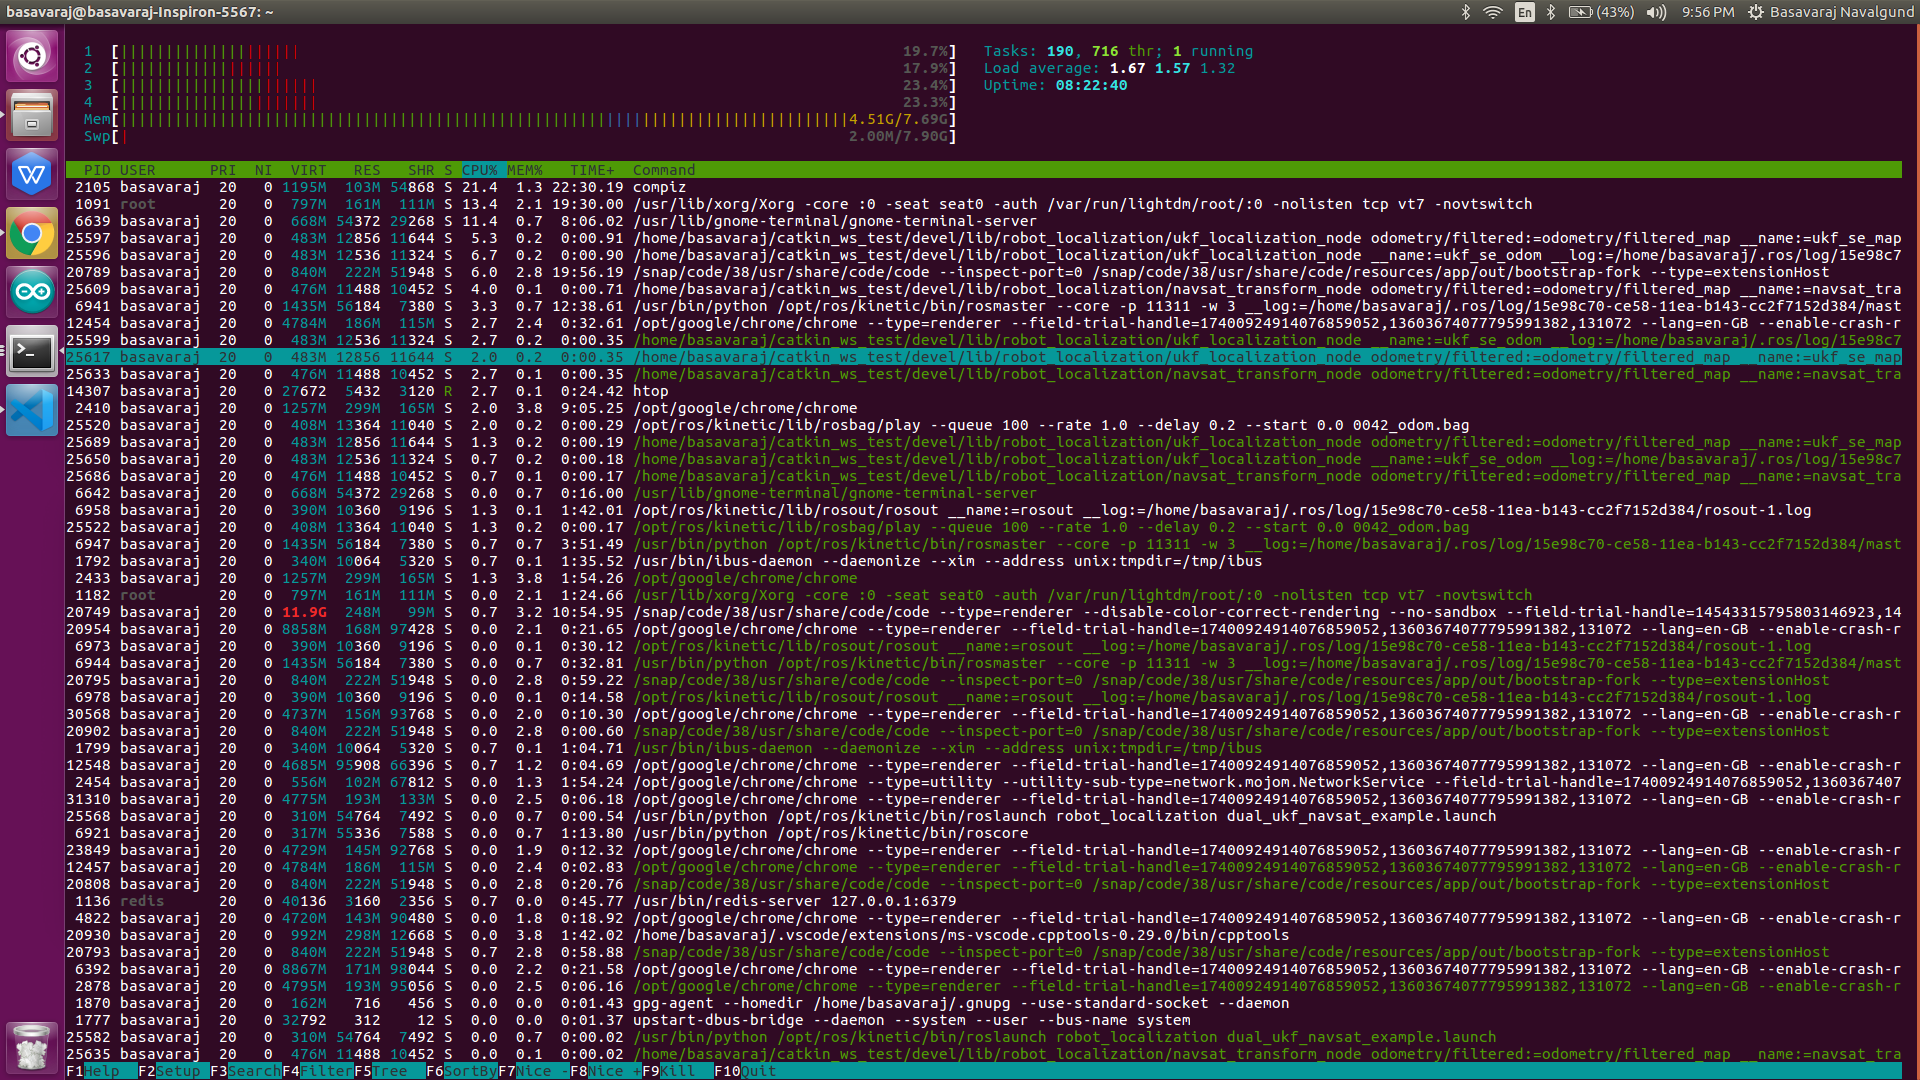 basavaraj@basavaraj-Inspiron-5567: ~
En (43%) 9:56 PM Basavaraj Navalgund
1 [ 19.7%] Tasks: 190, 716 thr; 1 running
2 [ 17.9%] Load average: 1.67 1.57 1.32
3 [ 23.4%] Uptime: 08:22:40
4 [ 23.3%]
Mem[ 4.51G/7.69G]
Swp[ 2.00M/7.90G]
PID USER PRI NI VIRT RES SHR S CPU% MEM% TIME+ Command
2105 basavaraj 20 0 1195M 103M 54868 S 21.4 1.3 22:30.19 compiz
1091 root 20 0 797M 161M 111M S 13.4 2.1 19:30.00 /usr/lib/xorg/Xorg -core :0 -seat seat0 -auth /var/run/lightdm/root/:0 -nolisten tcp vt7 -novtswitch
6639 basavaraj 20 0 668M 54372 29268 S 11.4 0.7 8:06.02 /usr/lib/gnome-terminal/gnome-terminal-server
25597 basavaraj 20 0 483M 12856 11644 S 5.3 0.2 0:00.91 /home/basavaraj/catkin_ws_test/devel/lib/robot_localization/ukf_localization_node odometry/filtered:=odometry/filtered_map __name:=ukf_se_map
25596 basavaraj 20 0 483M 12536 11324 S 6.7 0.2 0:00.90 /home/basavaraj/catkin_ws_test/devel/lib/robot_localization/ukf_localization_node __name:=ukf_se_odom __log:=/home/basavaraj/.ros/log/15e98c7
20789 basavaraj 20 0 840M 222M 51948 S 6.0 2.8 19:56.19 /snap/code/38/usr/share/code/code --inspect-port=0 /snap/code/38/usr/share/code/resources/app/out/bootstrap-fork --type=extensionHost
25609 basavaraj 20 0 476M 11488 10452 S 4.0 0.1 0:00.71 /home/basavaraj/catkin_ws_test/devel/lib/robot_localization/navsat_transform_node odometry/filtered:=odometry/filtered_map __name:=navsat_tra
6941 basavaraj 20 0 1435M 56184 7380 S 3.3 0.7 12:38.61 /usr/bin/python /opt/ros/kinetic/bin/rosmaster --core -p 11311 -w 3 __log:=/home/basavaraj/.ros/log/15e98c70-ce58-11ea-b143-cc2f7152d384/mast
12454 basavaraj 20 0 4784M 186M 115M S 2.7 2.4 0:32.61 /opt/google/chrome/chrome --type=renderer --field-trial-handle=17400924914076859052,13603674077795991382,131072 --lang=en-GB --enable-crash-r
25599 basavaraj 20 0 483M 12536 11324 S 2.7 0.2 0:00.35 /home/basavaraj/catkin_ws_test/devel/lib/robot_localization/ukf_localization_node __name:=ukf_se_odom __log:=/home/basavaraj/.ros/log/15e98c7
25617 basavaraj 20 0 483M 12856 11644 S 2.0 0.2 0:00.35 /home/basavaraj/catkin_ws_test/devel/lib/robot_localization/ukf_localization_node odometry/filtered:=odometry/filtered_map __name:=ukf_se_map
25633 basavaraj 20 0 476M 11488 10452 S 2.7 0.1 0:00.35 /home/basavaraj/catkin_ws_test/devel/lib/robot_localization/navsat_transform_node odometry/filtered:=odometry/filtered_map __name:=navsat_tra
14307 basavaraj 20 0 27672 5432 3120 R 2.7 0.1 0:24.42 htop
2410 basavaraj 20 0 1257M 299M 165M S 2.0 3.8 9:05.25 /opt/google/chrome/chrome
25520 basavaraj 20 0 408M 13364 11040 S 2.0 0.2 0:00.29 /opt/ros/kinetic/lib/rosbag/play --queue 100 --rate 1.0 --delay 0.2 --start 0.0 0042_odom.bag
25689 basavaraj 20 0 483M 12856 11644 S 1.3 0.2 0:00.19 /home/basavaraj/catkin_ws_test/devel/lib/robot_localization/ukf_localization_node odometry/filtered:=odometry/filtered_map __name:=ukf_se_map
25650 basavaraj 20 0 483M 12536 11324 S 0.7 0.2 0:00.18 /home/basavaraj/catkin_ws_test/devel/lib/robot_localization/ukf_localization_node __name:=ukf_se_odom __log:=/home/basavaraj/.ros/log/15e98c7
25686 basavaraj 20 0 476M 11488 10452 S 0.7 0.1 0:00.17 /home/basavaraj/catkin_ws_test/devel/lib/robot_localization/navsat_transform_node odometry/filtered:=odometry/filtered_map __name:=navsat_tra
6642 basavaraj 20 0 668M 54372 29268 S 0.0 0.7 0:16.00 /usr/lib/gnome-terminal/gnome-terminal-server
6958 basavaraj 20 0 390M 10360 9196 S 1.3 0.1 1:42.01 /opt/ros/kinetic/lib/rosout/rosout __name:=rosout __log:=/home/basavaraj/.ros/log/15e98c70-ce58-11ea-b143-cc2f7152d384/rosout-1.log
25522 basavaraj 20 0 408M 13364 11040 S 1.3 0.2 0:00.17 /opt/ros/kinetic/lib/rosbag/play --queue 100 --rate 1.0 --delay 0.2 --start 0.0 0042_odom.bag
6947 basavaraj 20 0 1435M 56184 7380 S 0.7 0.7 3:51.49 /usr/bin/python /opt/ros/kinetic/bin/rosmaster --core -p 11311 -w 3 __log:=/home/basavaraj/.ros/log/15e98c70-ce58-11ea-b143-cc2f7152d384/mast
1792 basavaraj 20 0 340M 10064 5320 S 0.7 0.1 1:35.52 /usr/bin/ibus-daemon --daemonize --xim --address unix:tmpdir=/tmp/ibus
2433 basavaraj 20 0 1257M 299M 165M S 1.3 3.8 1:54.26 /opt/google/chrome/chrome
1182 root 20 0 797M 161M 111M S 0.0 2.1 1:24.66 /usr/lib/xorg/Xorg -core :0 -seat seat0 -auth /var/run/lightdm/root/:0 -nolisten tcp vt7 -novtswitch
20749 basavaraj 20 0 11.9G 248M 99M S 0.7 3.2 10:54.95 /snap/code/38/usr/share/code/code --type=renderer --disable-color-correct-rendering --no-sandbox --field-trial-handle=14543315795803146923,14
20954 basavaraj 20 0 8858M 168M 97428 S 0.0 2.1 0:21.65 /opt/google/chrome/chrome --type=renderer --field-trial-handle=17400924914076859052,13603674077795991382,131072 --lang=en-GB --enable-crash-r
6973 basavaraj 20 0 390M 10360 9196 S 0.0 0.1 0:30.12 /opt/ros/kinetic/lib/rosout/rosout __name:=rosout __log:=/home/basavaraj/.ros/log/15e98c70-ce58-11ea-b143-cc2f7152d384/rosout-1.log
6944 basavaraj 20 0 1435M 56184 7380 S 0.0 0.7 0:32.81 /usr/bin/python /opt/ros/kinetic/bin/rosmaster --core -p 11311 -w 3 __log:=/home/basavaraj/.ros/log/15e98c70-ce58-11ea-b143-cc2f7152d384/mast
20795 basavaraj 20 0 840M 222M 51948 S 0.0 2.8 0:59.22 /snap/code/38/usr/share/code/code --inspect-port=0 /snap/code/38/usr/share/code/resources/app/out/bootstrap-fork --type=extensionHost
6978 basavaraj 20 0 390M 10360 9196 S 0.0 0.1 0:14.58 /opt/ros/kinetic/lib/rosout/rosout __name:=rosout __log:=/home/basavaraj/.ros/log/15e98c70-ce58-11ea-b143-cc2f7152d384/rosout-1.log
30568 basavaraj 20 0 4737M 156M 93768 S 0.0 2.0 0:10.30 /opt/google/chrome/chrome --type=renderer --field-trial-handle=17400924914076859052,13603674077795991382,131072 --lang=en-GB --enable-crash-r
20902 basavaraj 20 0 840M 222M 51948 S 0.0 2.8 0:00.60 /snap/code/38/usr/share/code/code --inspect-port=0 /snap/code/38/usr/share/code/resources/app/out/bootstrap-fork --type=extensionHost
1799 basavaraj 20 0 340M 10064 5320 S 0.7 0.1 1:04.71 /usr/bin/ibus-daemon --daemonize --xim --address unix:tmpdir=/tmp/ibus
12548 basavaraj 20 0 4685M 95908 66396 S 0.7 1.2 0:04.69 /opt/google/chrome/chrome --type=renderer --field-trial-handle=17400924914076859052,13603674077795991382,131072 --lang=en-GB --enable-crash-r
2454 basavaraj 20 0 556M 102M 67812 S 0.0 1.3 1:54.24 /opt/google/chrome/chrome --type=utility --utility-sub-type=network.mojom.NetworkService --field-trial-handle=17400924914076859052,1360367407
31310 basavaraj 20 0 4775M 193M 133M S 0.0 2.5 0:06.18 /opt/google/chrome/chrome --type=renderer --field-trial-handle=17400924914076859052,13603674077795991382,131072 --lang=en-GB --enable-crash-r
25568 basavaraj 20 0 310M 54764 7492 S 0.0 0.7 0:00.54 /usr/bin/python /opt/ros/kinetic/bin/roslaunch robot_localization dual_ukf_navsat_example.launch
6921 basavaraj 20 0 317M 55336 7588 S 0.0 0.7 1:13.80 /usr/bin/python /opt/ros/kinetic/bin/roscore
23849 basavaraj 20 0 4729M 145M 92768 S 0.0 1.9 0:12.32 /opt/google/chrome/chrome --type=renderer --field-trial-handle=17400924914076859052,13603674077795991382,131072 --lang=en-GB --enable-crash-r
12457 basavaraj 20 0 4784M 186M 115M S 0.0 2.4 0:02.83 /opt/google/chrome/chrome --type=renderer --field-trial-handle=17400924914076859052,13603674077795991382,131072 --lang=en-GB --enable-crash-r
20808 basavaraj 20 0 840M 222M 51948 S 0.0 2.8 0:20.76 /snap/code/38/usr/share/code/code --inspect-port=0 /snap/code/38/usr/share/code/resources/app/out/bootstrap-fork --type=extensionHost
1136 redis 20 0 40136 3160 2356 S 0.7 0.0 0:45.77 /usr/bin/redis-server 127.0.0.1:6379
4822 basavaraj 20 0 4720M 143M 90480 S 0.0 1.8 0:18.92 /opt/google/chrome/chrome --type=renderer --field-trial-handle=17400924914076859052,13603674077795991382,131072 --lang=en-GB --enable-crash-r
20930 basavaraj 20 0 992M 298M 12668 S 0.0 3.8 1:42.02 /home/basavaraj/.vscode/extensions/ms-vscode.cpptools-0.29.0/bin/cpptools
20793 basavaraj 20 0 840M 222M 51948 S 0.7 2.8 0:58.88 /snap/code/38/usr/share/code/code --inspect-port=0 /snap/code/38/usr/share/code/resources/app/out/bootstrap-fork --type=extensionHost
6392 basavaraj 20 0 8867M 171M 98044 S 0.0 2.2 0:21.58 /opt/google/chrome/chrome --type=renderer --field-trial-handle=17400924914076859052,13603674077795991382,131072 --lang=en-GB --enable-crash-r
2878 basavaraj 20 0 4795M 193M 95056 S 0.0 2.5 0:06.16 /opt/google/chrome/chrome --type=renderer --field-trial-handle=17400924914076859052,13603674077795991382,131072 --lang=en-GB --enable-crash-r
1870 basavaraj 20 0 162M 716 456 S 0.0 0.0 0:01.43 gpg-agent --homedir /home/basavaraj/.gnupg --use-standard-socket --daemon
1777 basavaraj 20 0 32792 312 12 S 0.0 0.0 0:01.37 upstart-dbus-bridge --daemon --system --user --bus-name system
25582 basavaraj 20 0 310M 54764 7492 S 0.0 0.7 0:00.02 /usr/bin/python /opt/ros/kinetic/bin/roslaunch robot_localization dual_ukf_navsat_example.launch
25635 basavaraj 20 0 476M 11488 10452 S 0.0 0.1 0:00.02 /home/basavaraj/catkin_ws_test/devel/lib/robot_localization/navsat_transform_node odometry/filtered:=odometry/filtered_map __name:=navsat_tra
F1Help F2Setup F3SearchF4FilterF5Tree F6SortByF7Nice -F8Nice +F9Kill F10Quit